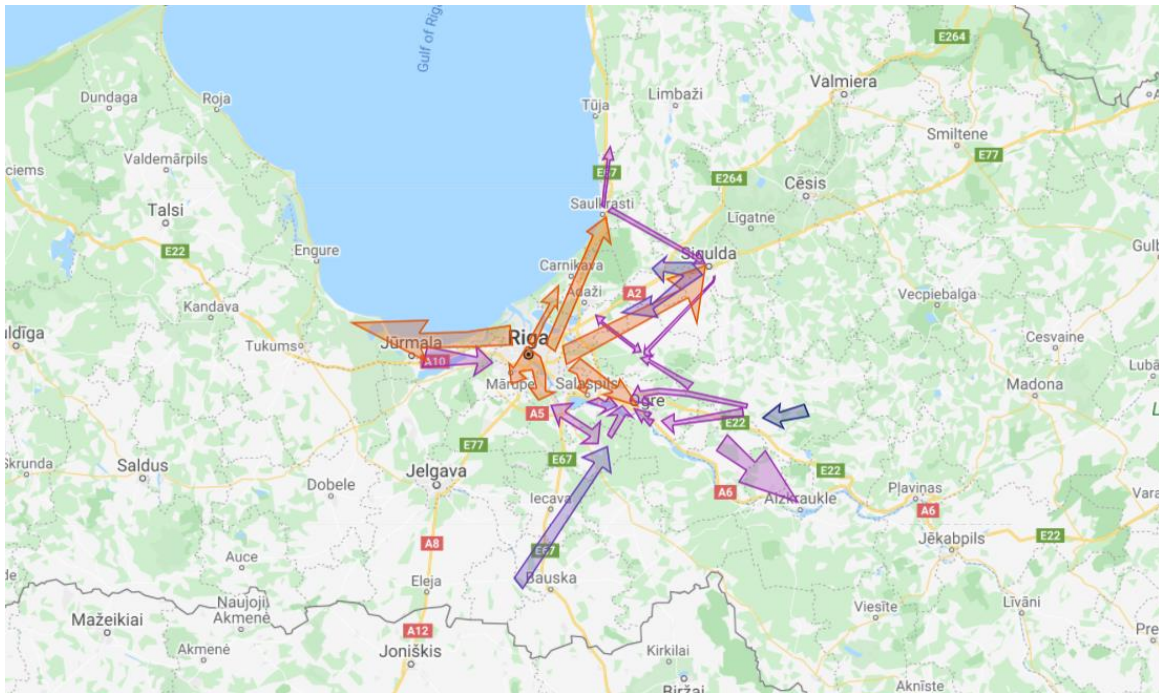 Gulf of Riga
E264
Valmiera
Dundaga
Roja
Limbaži
Tūja
Smiltene
E77
Valdemārpils
ciems
E67
E264
Cēsis
Talsi
Saulkrasti
Līgatne
E22
Engure
Sigulda
Gulb
Carnikava
A2
Ādaži
Vecpiebalga
Kandava
uldīga
Tukums
Riga
Jūrmala
A10
Cesvaine
Lubā
Mārupe
Salaspils
Madona
Ogre
A5
E22
E77
E67
Skrunda
Saldus
Jelgava
E22
Dobele
Iecava
A6
Aizkraukle
Pļaviņas
A6
Vara
E22
A8
E67
Jēkabpils
Auce
de
Eleja
Bauska
Naujoji
Akmenė
Mažeikiai
Viesīte
Līvāni
A12
Pre
Akmenė
Joniškis
Kirkilai
Biržai
Aknīste